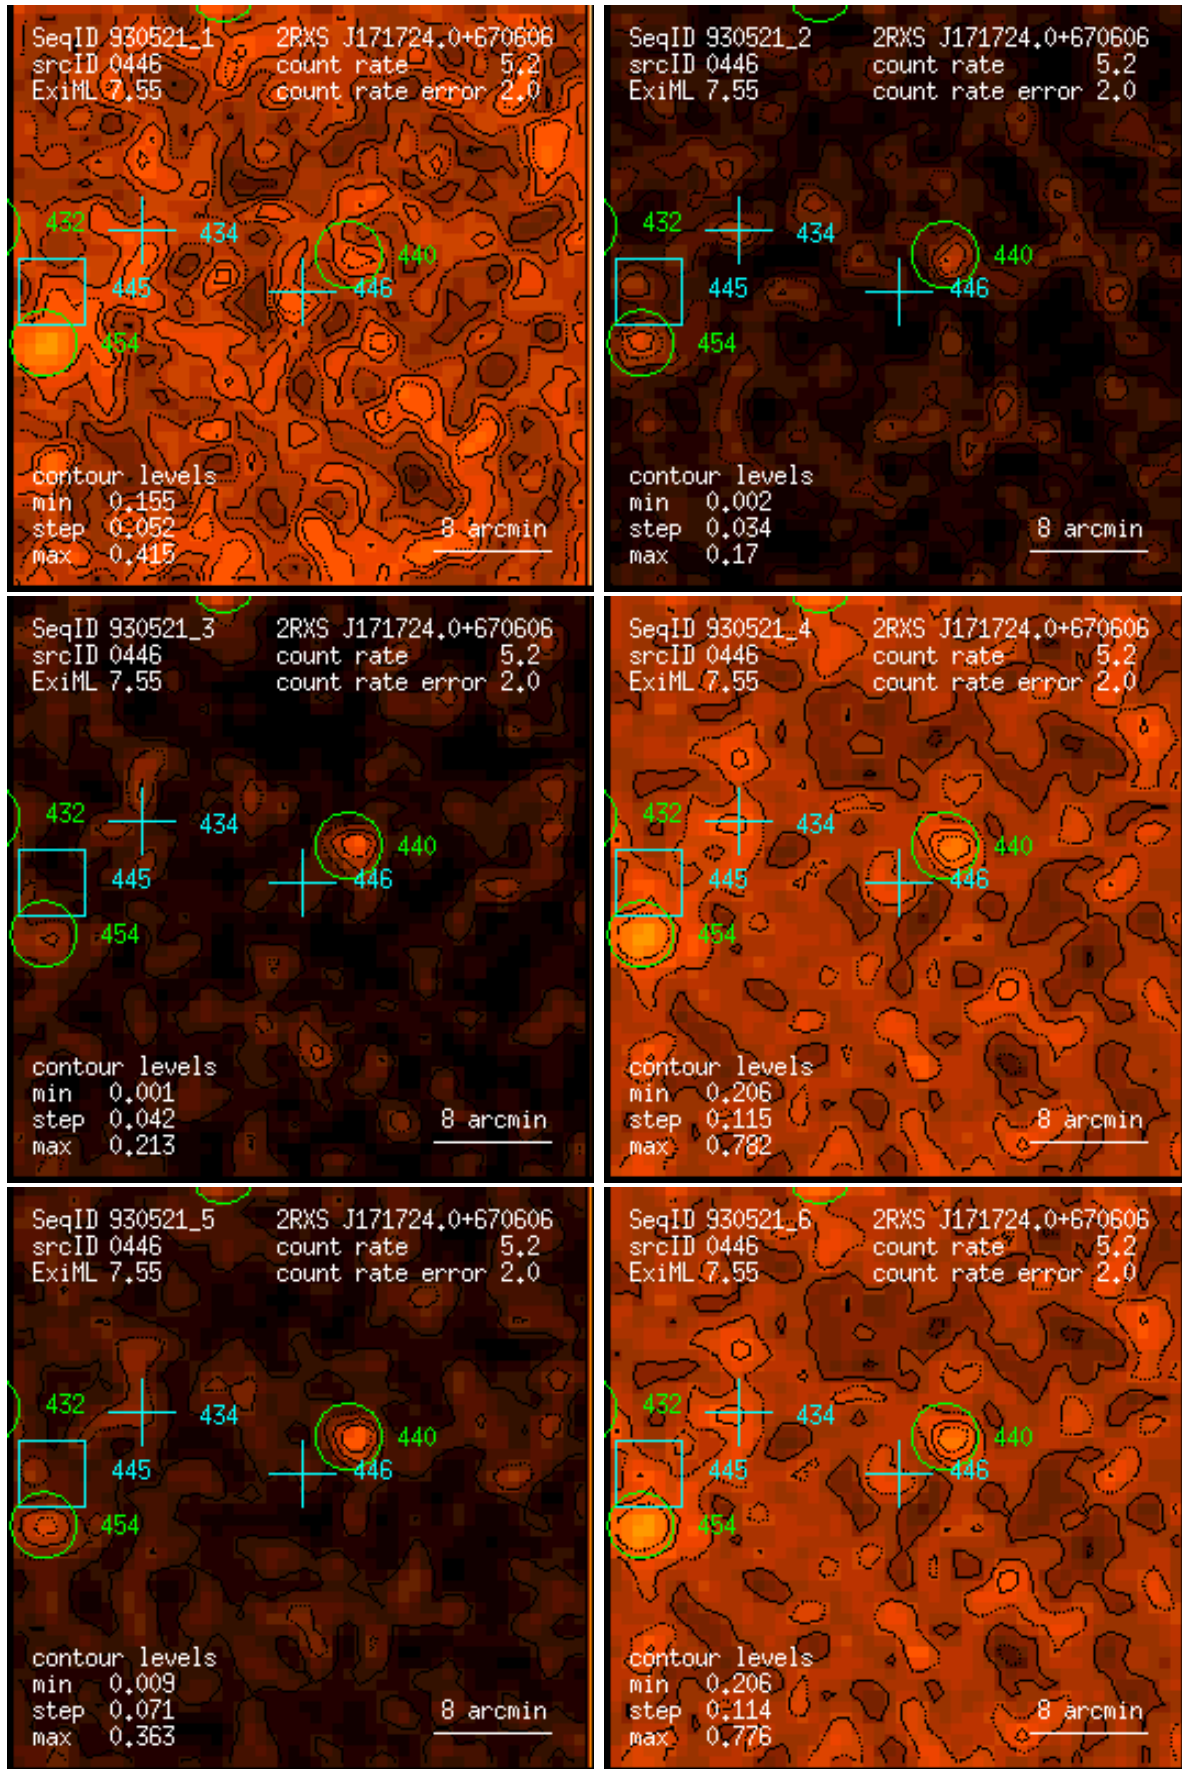 SeqID 930521_1 2RXS J171724.0+670606
srcID 0446 count rate 5.2
ExiML 7.55 count rate error 2.0
432
434
440
445
446
454
contour levels
min 0.155
step 0.052
max 0.415
8 arcmin
SeqID 930521_2 2RXS J171724.0+670606
srcID 0446 count rate 5.2
ExiML 7.55 count rate error 2.0
432
434
440
445
446
454
contour levels
min 0.002
step 0.034
max 0.17
8 arcmin
SeqID 930521_3 2RXS J171724.0+670606
srcID 0446 count rate 5.2
ExiML 7.55 count rate error 2.0
432
434
440
445
446
454
contour levels
min 0.001
step 0.042
max 0.213
8 arcmin
SeqID 930521_4 2RXS J171724.0+670606
srcID 0446 count rate 5.2
ExiML 7.55 count rate error 2.0
432
434
440
445
446
454
contour levels
min 0.206
step 0.115
max 0.782
8 arcmin
SeqID 930521_5 2RXS J171724.0+670606
srcID 0446 count rate 5.2
ExiML 7.55 count rate error 2.0
432
434
440
445
446
454
contour levels
min 0.009
step 0.071
max 0.363
8 arcmin
SeqID 930521_6 2RXS J171724.0+670606
srcID 0446 count rate 5.2
ExiML 7.55 count rate error 2.0
432
434
440
445
446
454
contour levels
min 0.206
step 0.114
max 0.776
8 arcmin